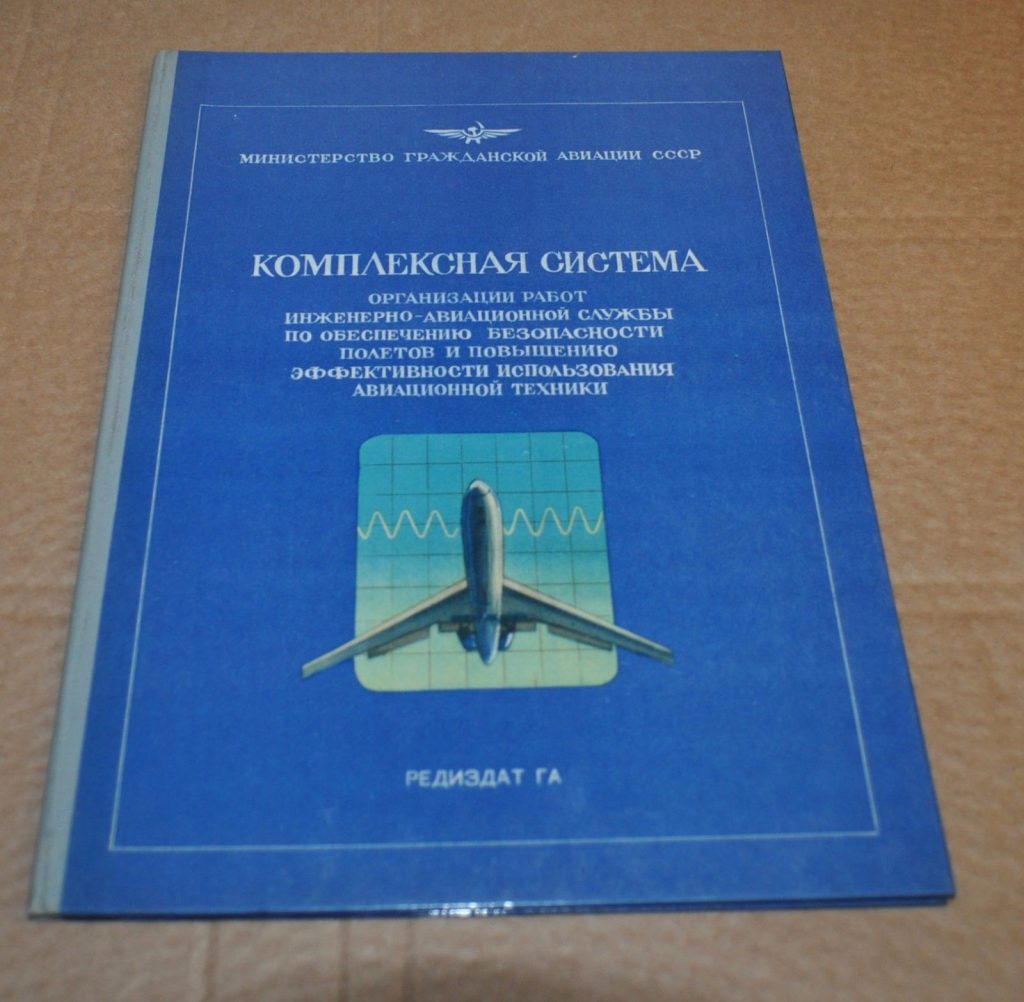 МИНИСТЕРСТВО ГРАЖДАНСКОЙ АВИАЦИИ СССР
КОМПЛЕКСНАЯ СИСТЕМА
ОРГАНИЗАЦИИ РАБОТ
ИНЖЕНЕРНО-АВИАЦИОННОЙ СЛУЖБЫ
ПО ОБЕСПЕЧЕНИЮ БЕЗОПАСНОСТИ
ПОЛЕТОВ И ПОВЫШЕНИЮ
ЭФФЕКТИВНОСТИ ИСПОЛЬЗОВАНИЯ
АВИАЦИОННОЙ ТЕХНИКИ
РЕДИЗДАТ ГА